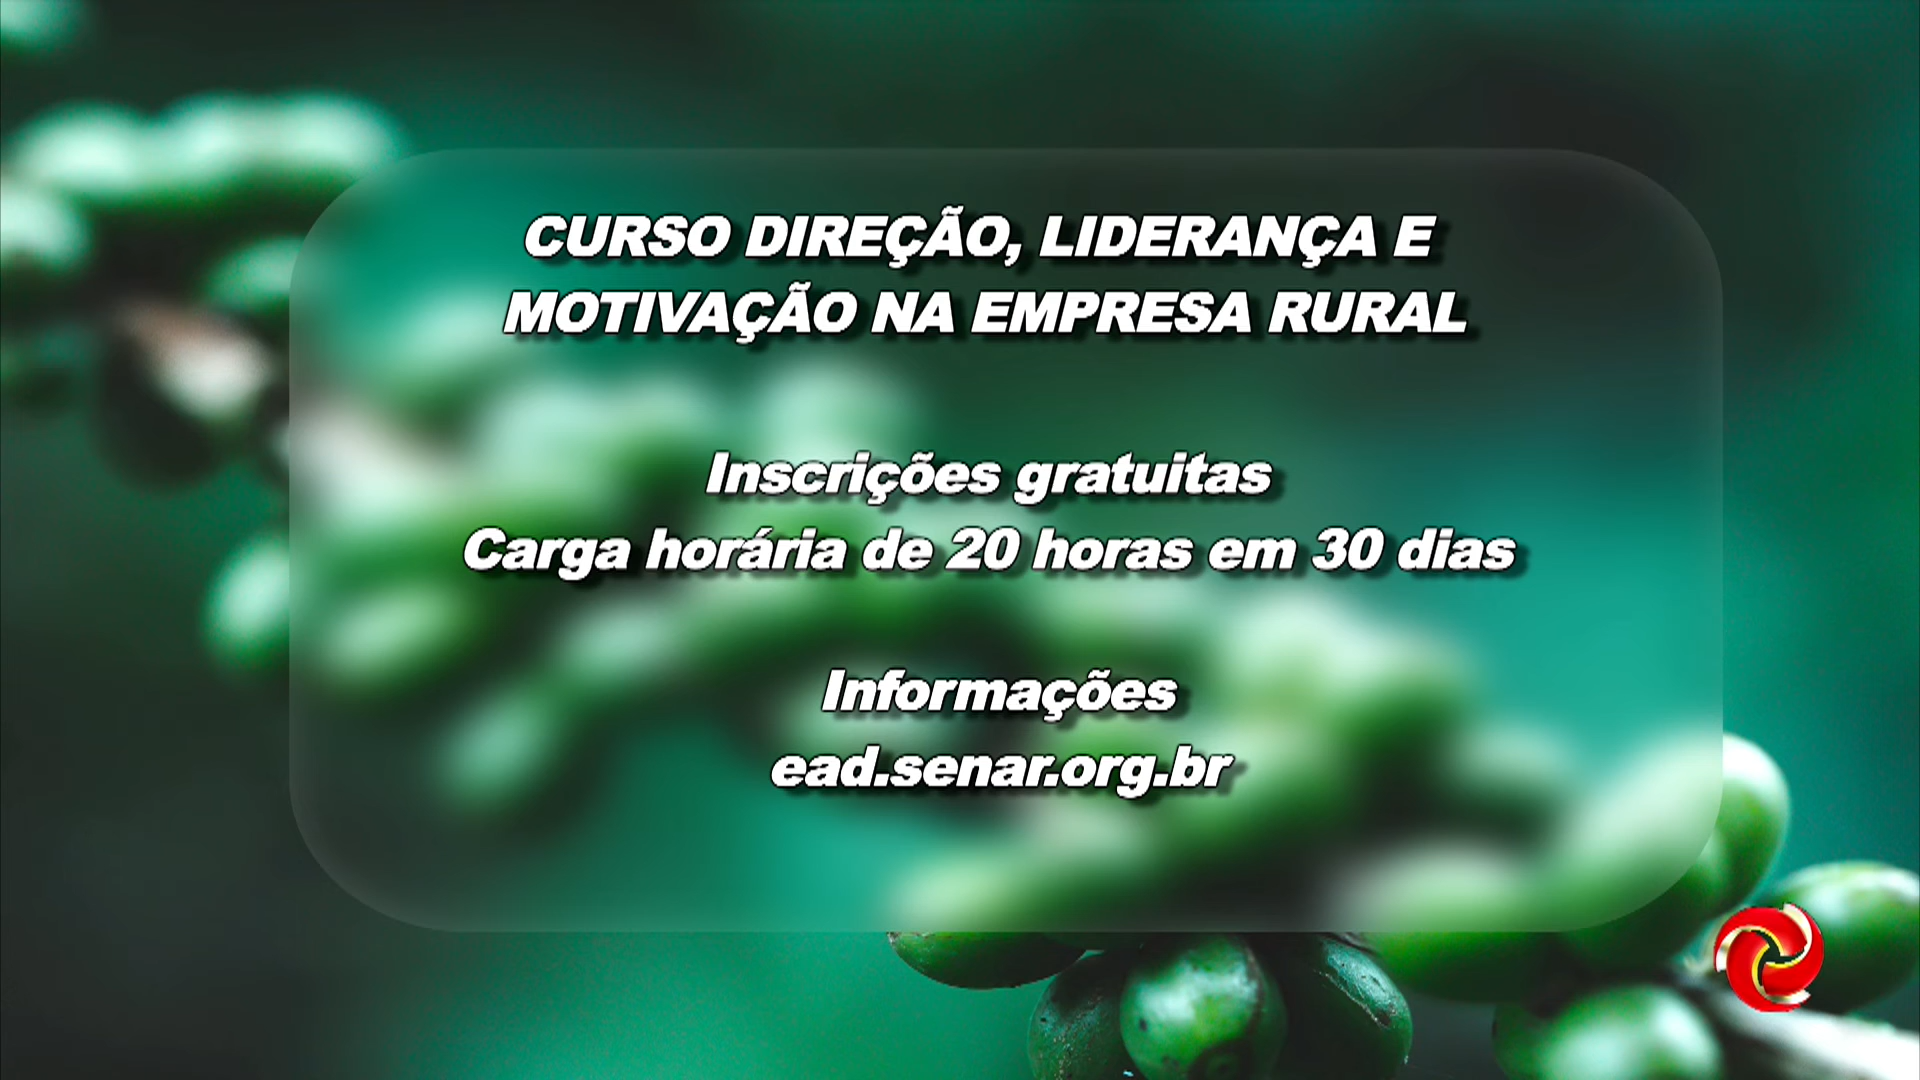 CURSO DIREÇÃO, LIDERANÇA E
MOTIVAÇÃO NA EMPRESA RURAL
Inscrições gratuitas
Carga horária de 20 horas em 30 dias
Informações
ead.senar.org.br